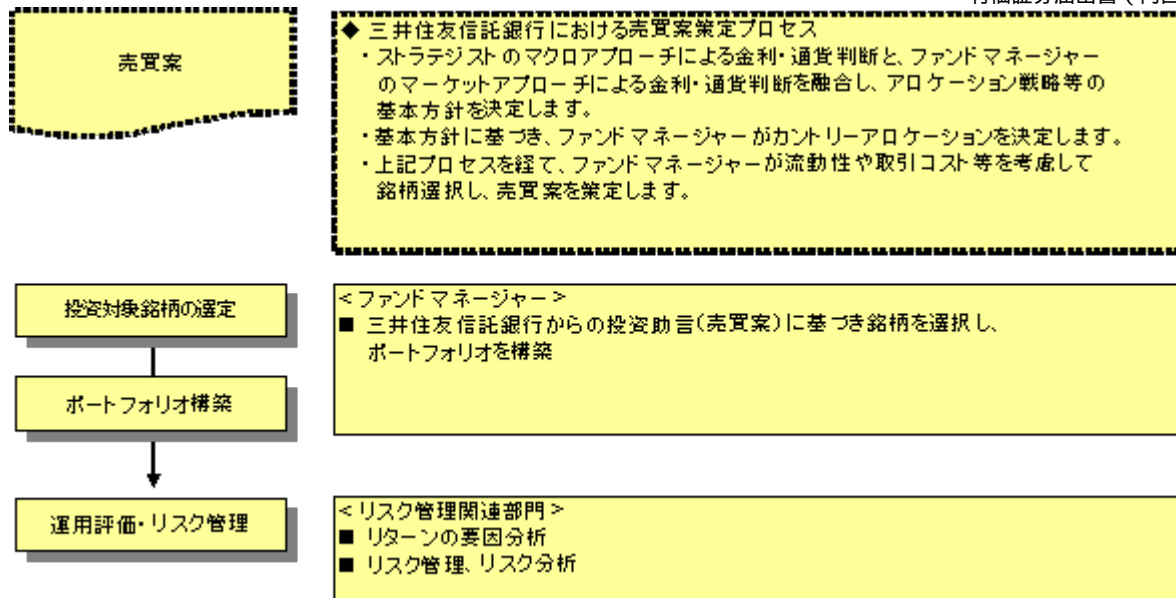 売買案
◆ 三井住友信託銀行における売買案策定プロセス
・ストラテジストのマクロアプローチによる金利・通貨判断と、ファンドマネージャー
のマーケットアプローチによる金利・通貨判断を融合し、アロケーション戦略等の
基本方針を決定します。
・基本方針に基づき、ファンドマネージャーがカントリーアロケーションを決定します。
・上記プロセスを経て、ファンドマネージャーが流動性や取引コスト等を考慮して
銘柄選択し、売買案を策定します。
投資対象銘柄の選定
<ファンドマネージャー>
■ 三井住友信託銀行からの投資助言(売買案)に基づき銘柄を選択し、
ポートフォリオを構築
ポートフォリオ構築
運用評価・リスク管理
<リスク管理関連部門>
■ リターンの要因分析
■ リスク管理、リスク分析